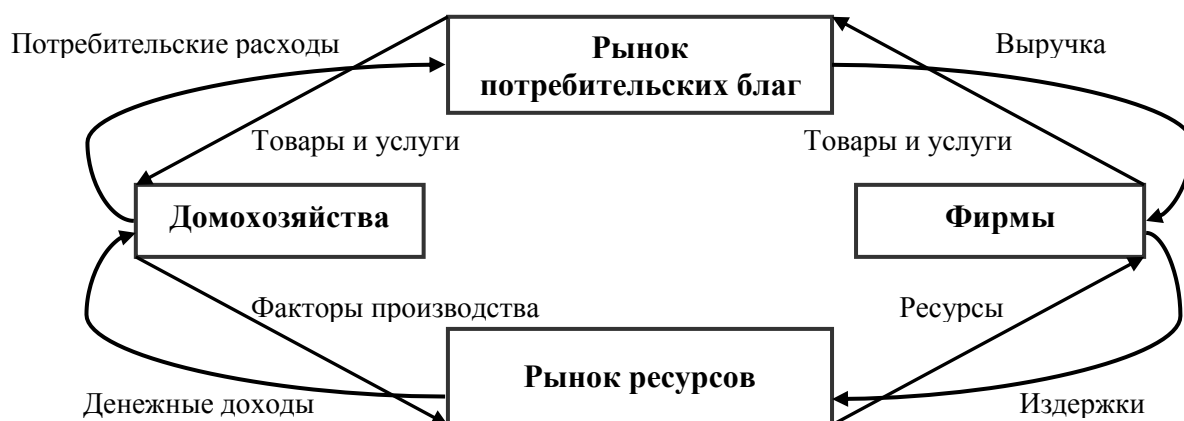 Потребительские расходы
Рынок
потребительских благ
Выручка
Товары и услуги
Товары и услуги
Домохозяйства
Фирмы
Факторы производства
Ресурсы
Рынок ресурсов
Денежные доходы
Издержки